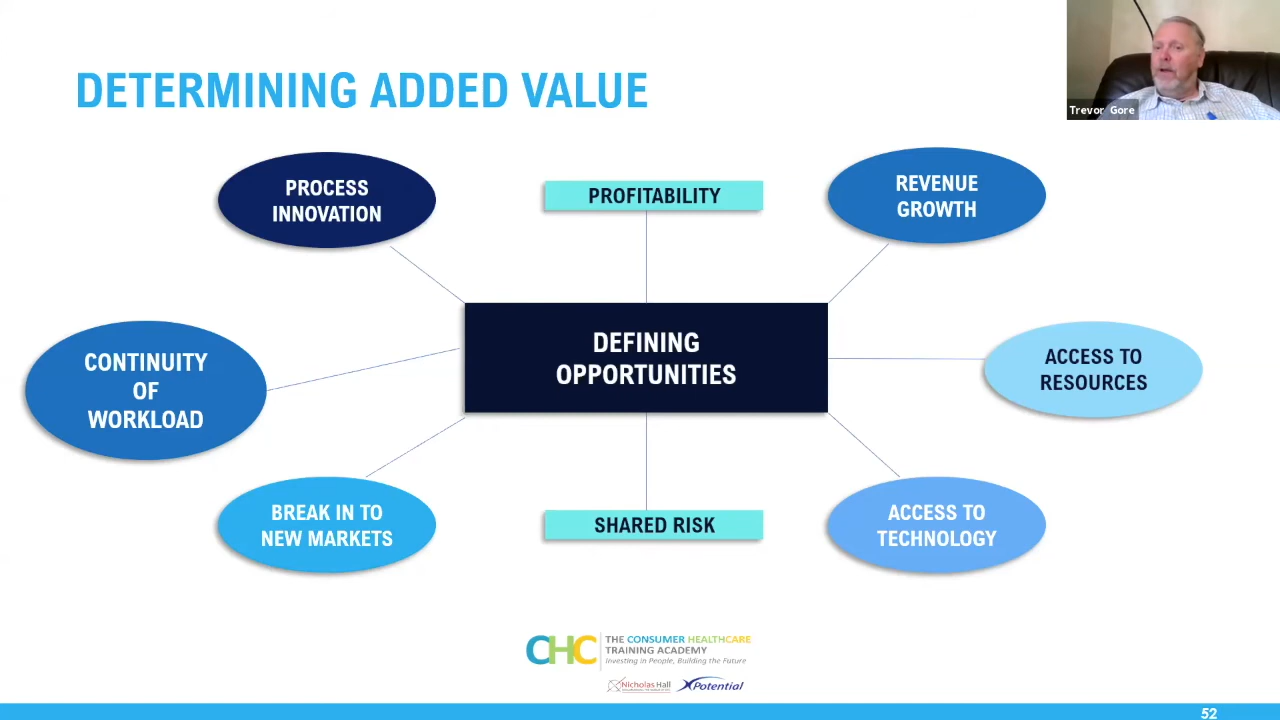 DETERMINING ADDED VALUE
Trevor Gore
PROCESS
INNOVATION
PROFITABILITY
REVENUE
GROWTH
CONTINUITY
OF
WORKLOAD
DEFINING
OPPORTUNITIES
ACCESS TO
RESOURCES
BREAK IN TO
NEW MARKETS
SHARED RISK
ACCESS TO
TECHNOLOGY
CHC
THE CONSUMER HEALTHCARE
TRAINING ACADEMY
Investing in People, Building the Future
Nicholas Hall
XPotential
52